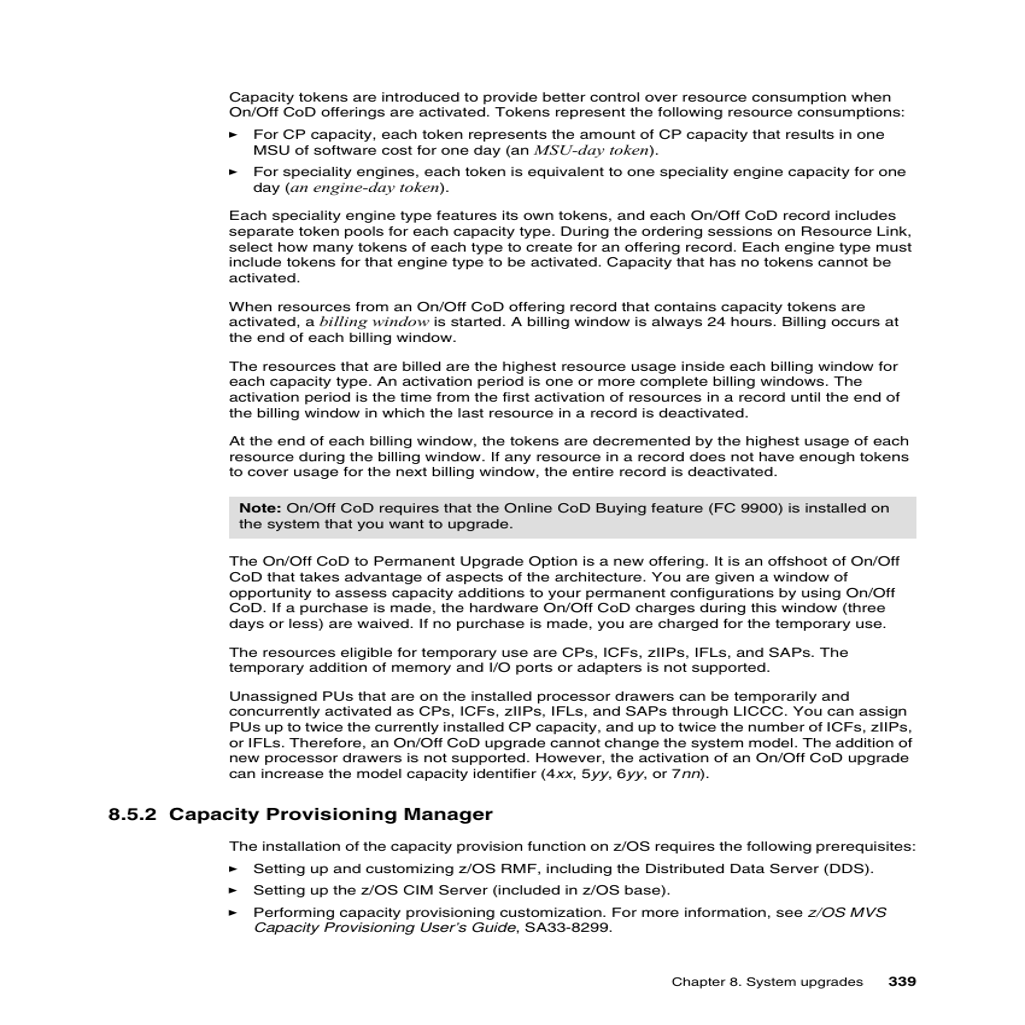 Capacity tokens are introduced to provide better control over resource consumption when
On/Off CoD offerings are activated. Tokens represent the following resource consumptions:
► For CP capacity, each token represents the amount of CP capacity that results in one
MSU of software cost for one day (an MSU-day token).
► For speciality engines, each token is equivalent to one speciality engine capacity for one
day (an engine-day token).
Each speciality engine type features its own tokens, and each On/Off CoD record includes
separate token pools for each capacity type. During the ordering sessions on Resource Link,
select how many tokens of each type to create for an offering record. Each engine type must
include tokens for that engine type to be activated. Capacity that has no tokens cannot be
activated.
When resources from an On/Off CoD offering record that contains capacity tokens are
activated, a billing window is started. A billing window is always 24 hours. Billing occurs at
the end of each billing window.
The resources that are billed are the highest resource usage inside each billing window for
each capacity type. An activation period is one or more complete billing windows. The
activation period is the time from the first activation of resources in a record until the end of
the billing window in which the last resource in a record is deactivated.
At the end of each billing window, the tokens are decremented by the highest usage of each
resource during the billing window. If any resource in a record does not have enough tokens
to cover usage for the next billing window, the entire record is deactivated.
Note: On/Off CoD requires that the Online CoD Buying feature (FC 9900) is installed on
the system that you want to upgrade.
The On/Off CoD to Permanent Upgrade Option is a new offering. It is an offshoot of On/Off
CoD that takes advantage of aspects of the architecture. You are given a window of
opportunity to assess capacity additions to your permanent configurations by using On/Off
CoD. If a purchase is made, the hardware On/Off CoD charges during this window (three
days or less) are waived. If no purchase is made, you are charged for the temporary use.
The resources eligible for temporary use are CPs, ICFs, zIIPs, IFLs, and SAPs. The
temporary addition of memory and I/O ports or adapters is not supported.
Unassigned PUs that are on the installed processor drawers can be temporarily and
concurrently activated as CPs, ICFs, zIIPs, IFLs, and SAPs through LICCC. You can assign
PUs up to twice the currently installed CP capacity, and up to twice the number of ICFs, zIIPs,
or IFLs. Therefore, an On/Off CoD upgrade cannot change the system model. The addition of
new processor drawers is not supported. However, the activation of an On/Off CoD upgrade
can increase the model capacity identifier (4xx, 5yy, 6yy, or 7nn).
8.5.2 Capacity Provisioning Manager
The installation of the capacity provision function on z/OS requires the following prerequisites:
► Setting up and customizing z/OS RMF, including the Distributed Data Server (DDS).
► Setting up the z/OS CIM Server (included in z/OS base).
► Performing capacity provisioning customization. For more information, see z/OS MVS
Capacity Provisioning User's Guide, SA33-8299.
Chapter 8. System upgrades 339